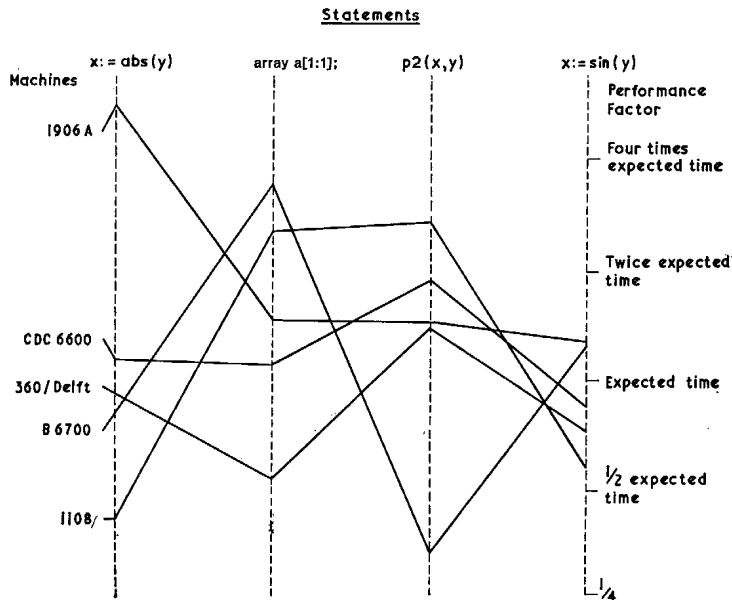 Statements
x:= abs(y)
array a[1:1];
p2(x,y)
x:= sin(y)
Machines
1906A
CDC 6600
360/Delft
B 6700
1108/
Performance
Factor
Four times
expected time
Twice expected
time
Expected time
1/2 expected
time
1/4